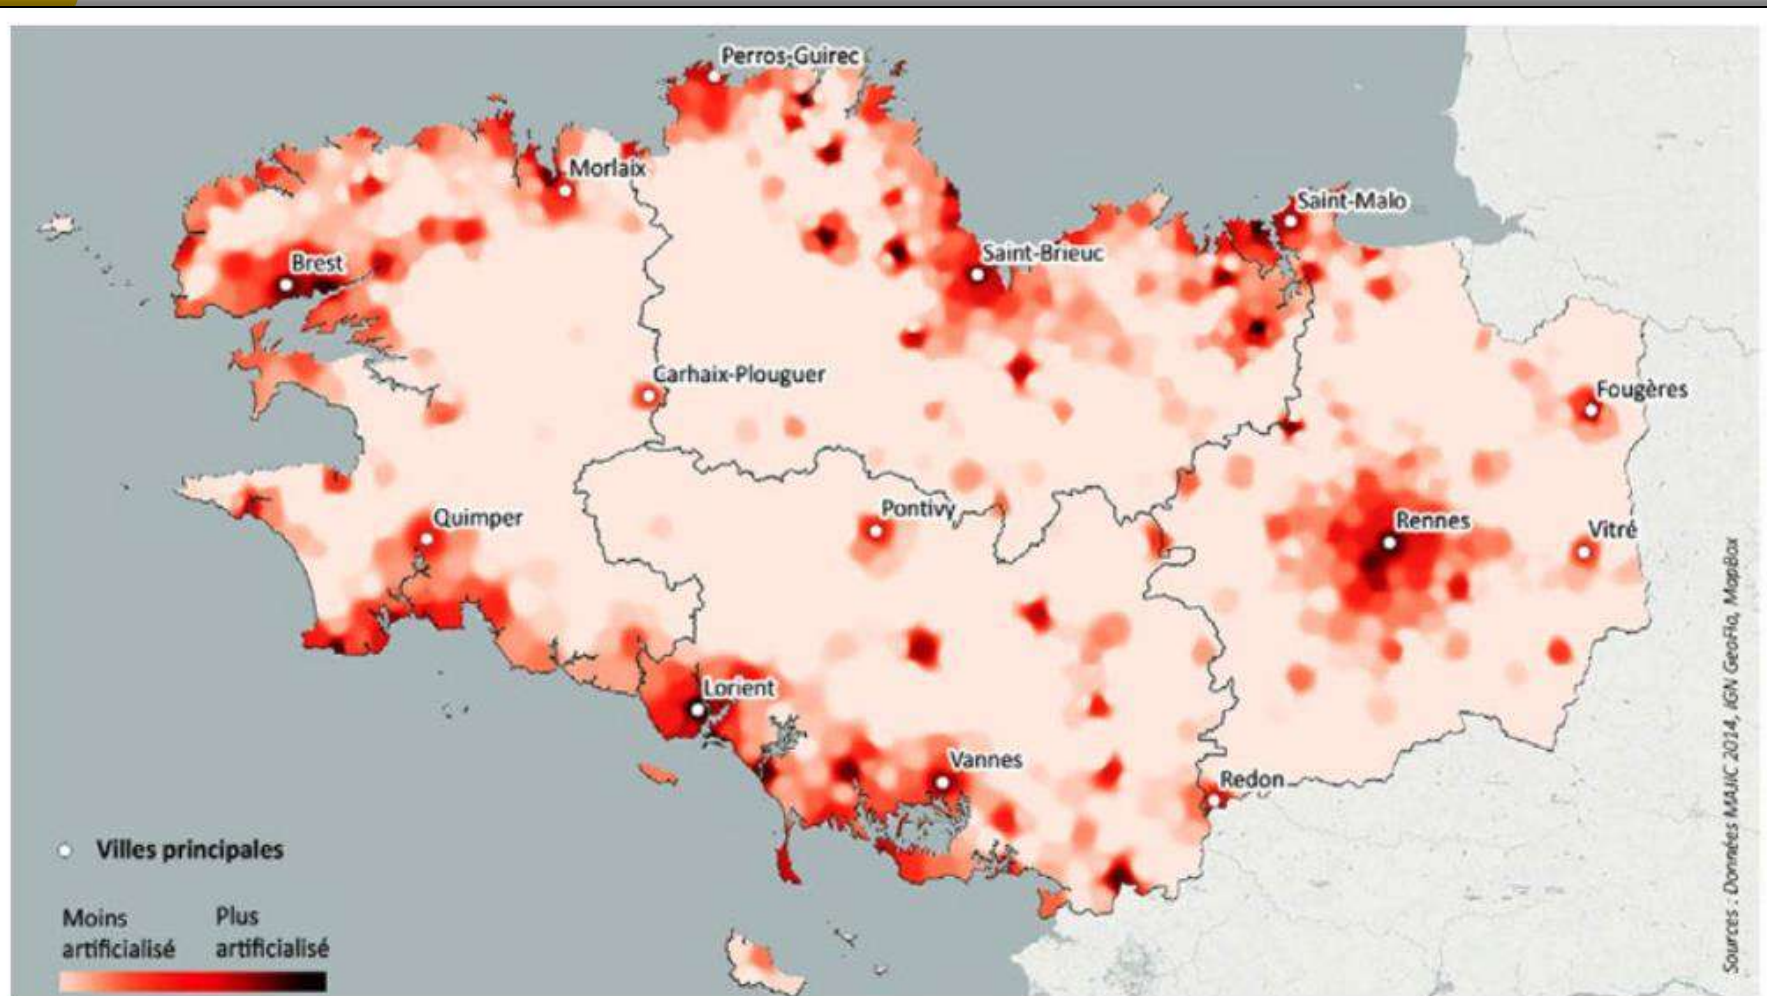 Perros-Guirec
Morlaix
Saint-Malo
Brest
Saint-Brieuc
Carhaix-Plouguer
Fougères
Quimper
Pontivy
Rennes
Vitré
Lorient
Vannes
Redon
Villes principales
Moins artificialisé
Plus artificialisé
Sources : Données MAJIC 2014, IGN GeoFla, MapBox